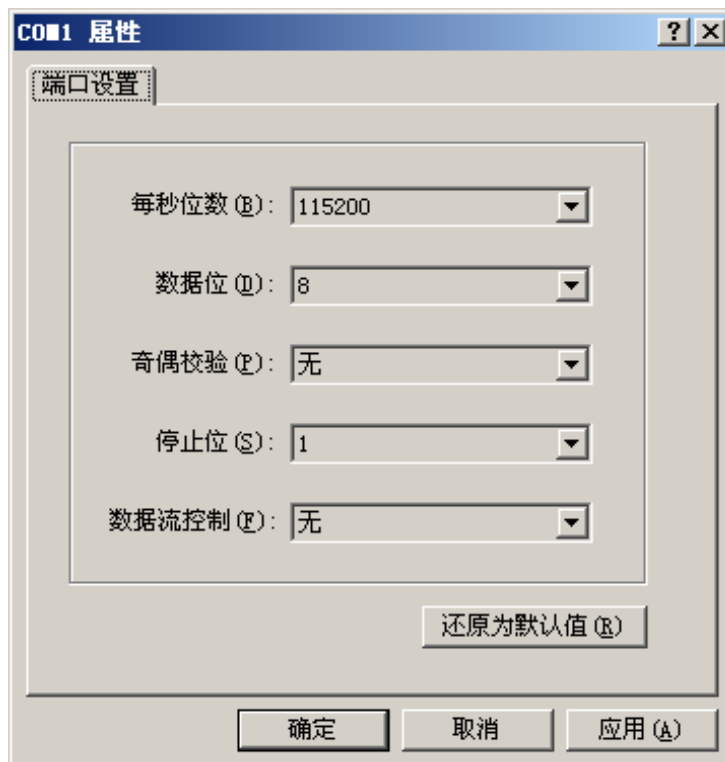 COM1 属性
端口设置
每秒位数(B): 115200
数据位(D): 8
奇偶校验(P): 无
停止位(S): 1
数据流控制(F): 无
还原为默认值(R)
确定 取消 应用(A)